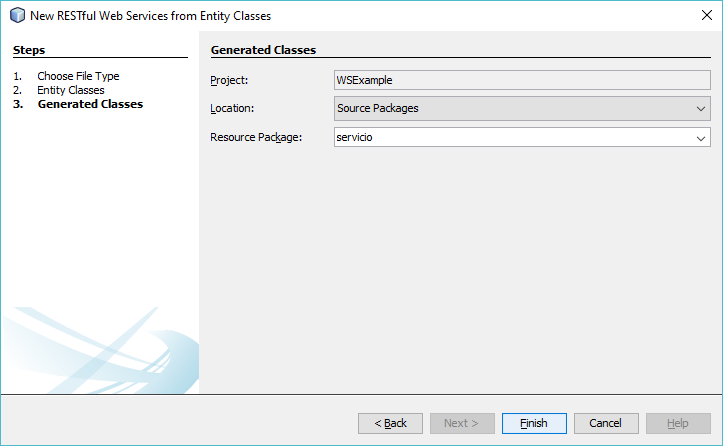 New RESTful Web Services from Entity Classes
Steps
1. Choose File Type
2. Entity Classes
3. Generated Classes
Generated Classes
Project: WSExample
Location: Source Packages
Resource Package: servicio
< Back Next > Finish Cancel Help